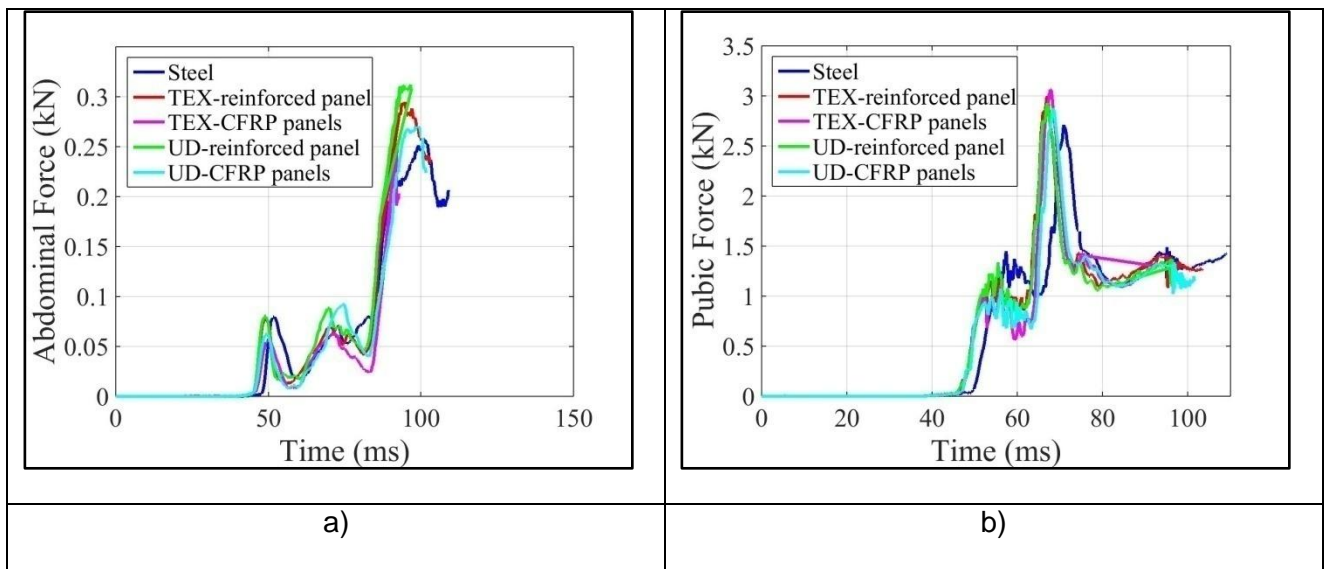 Abdominal Force (kN)
0.3
0.25
0.2
0.15
0.1
0.05
0
Steel
TEX-reinforced panel
TEX-CFRP panels
UD-reinforced panel
UD-CFRP panels
0 50 100 150
Time (ms)
Pubic Force (kN)
3.5
3
2.5
2
1.5
1
0.5
0
Steel
TEX-reinforced panel
TEX-CFRP panels
UD-reinforced panel
UD-CFRP panels
0 20 40 60 80 100
Time (ms)
a)
b)